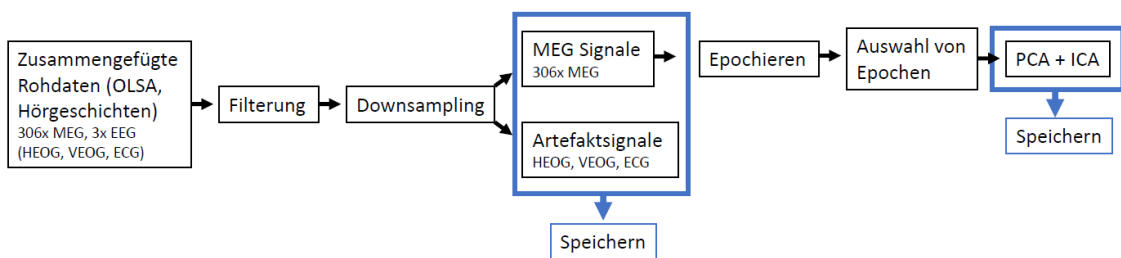 Zusammengefügte
Rohdaten (OLSA,
Hörgeschichten)
306x MEG, 3x EEG
(HEOG, VEOG, ECG)
Filterung
Downsampling
MEG Signale
306x MEG
Artefaktsignale
HEOG, VEOG, ECG
Speichern
Epochieren
Auswahl von
Epochen
PCA + ICA
Speichern